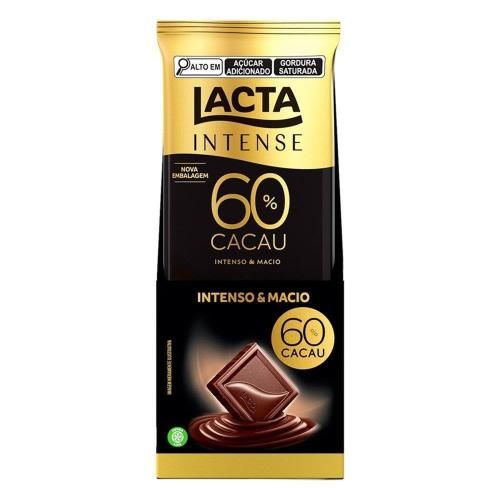 ALTO EM
AÇÚCAR
ADICIONADO
GORDURA
SATURADA
LACTA
INTENSE
NOVA
EMBALAGEM
60%
CACAU
INTENSO & MACIO
INTENSO & MACIO
60%
CACAU